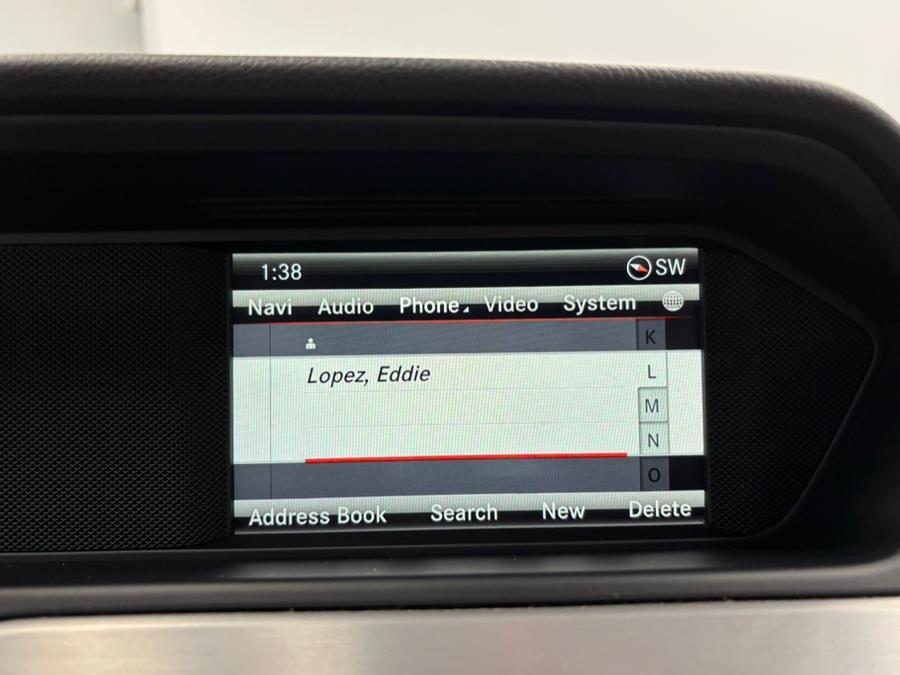 1:38 SW
Navi Audio Phone Video System
K
Lopez, Eddie L
M
N
O
Address Book Search New Delete